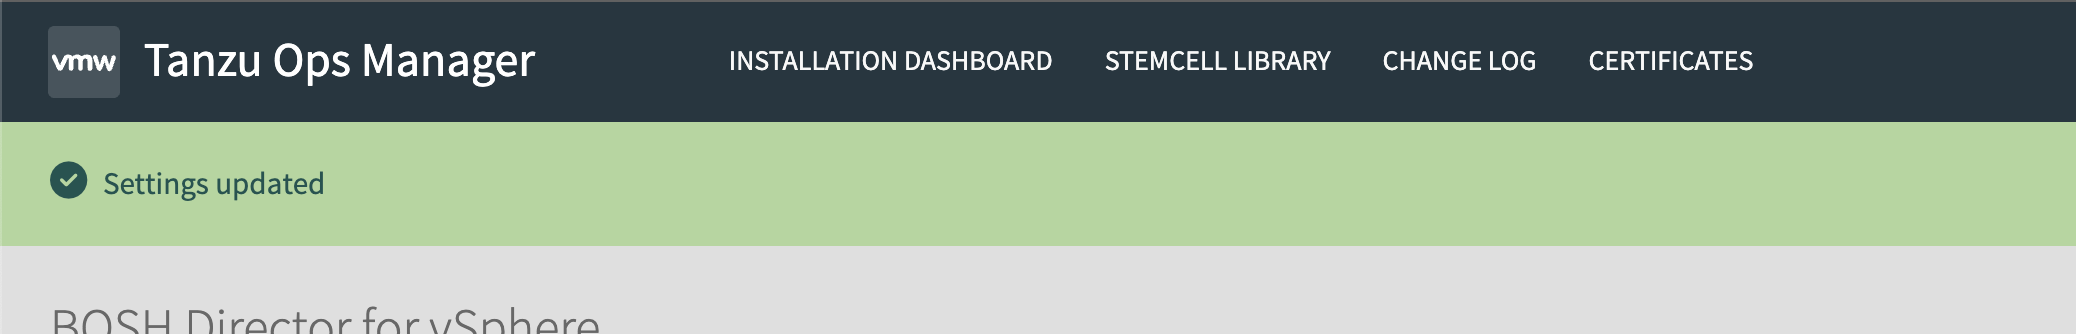 vmw Tanzu Ops Manager INSTALLATION DASHBOARD STEMCELL LIBRARY CHANGE LOG CERTIFICATES
Settings updated
BOSH Director for vSphere